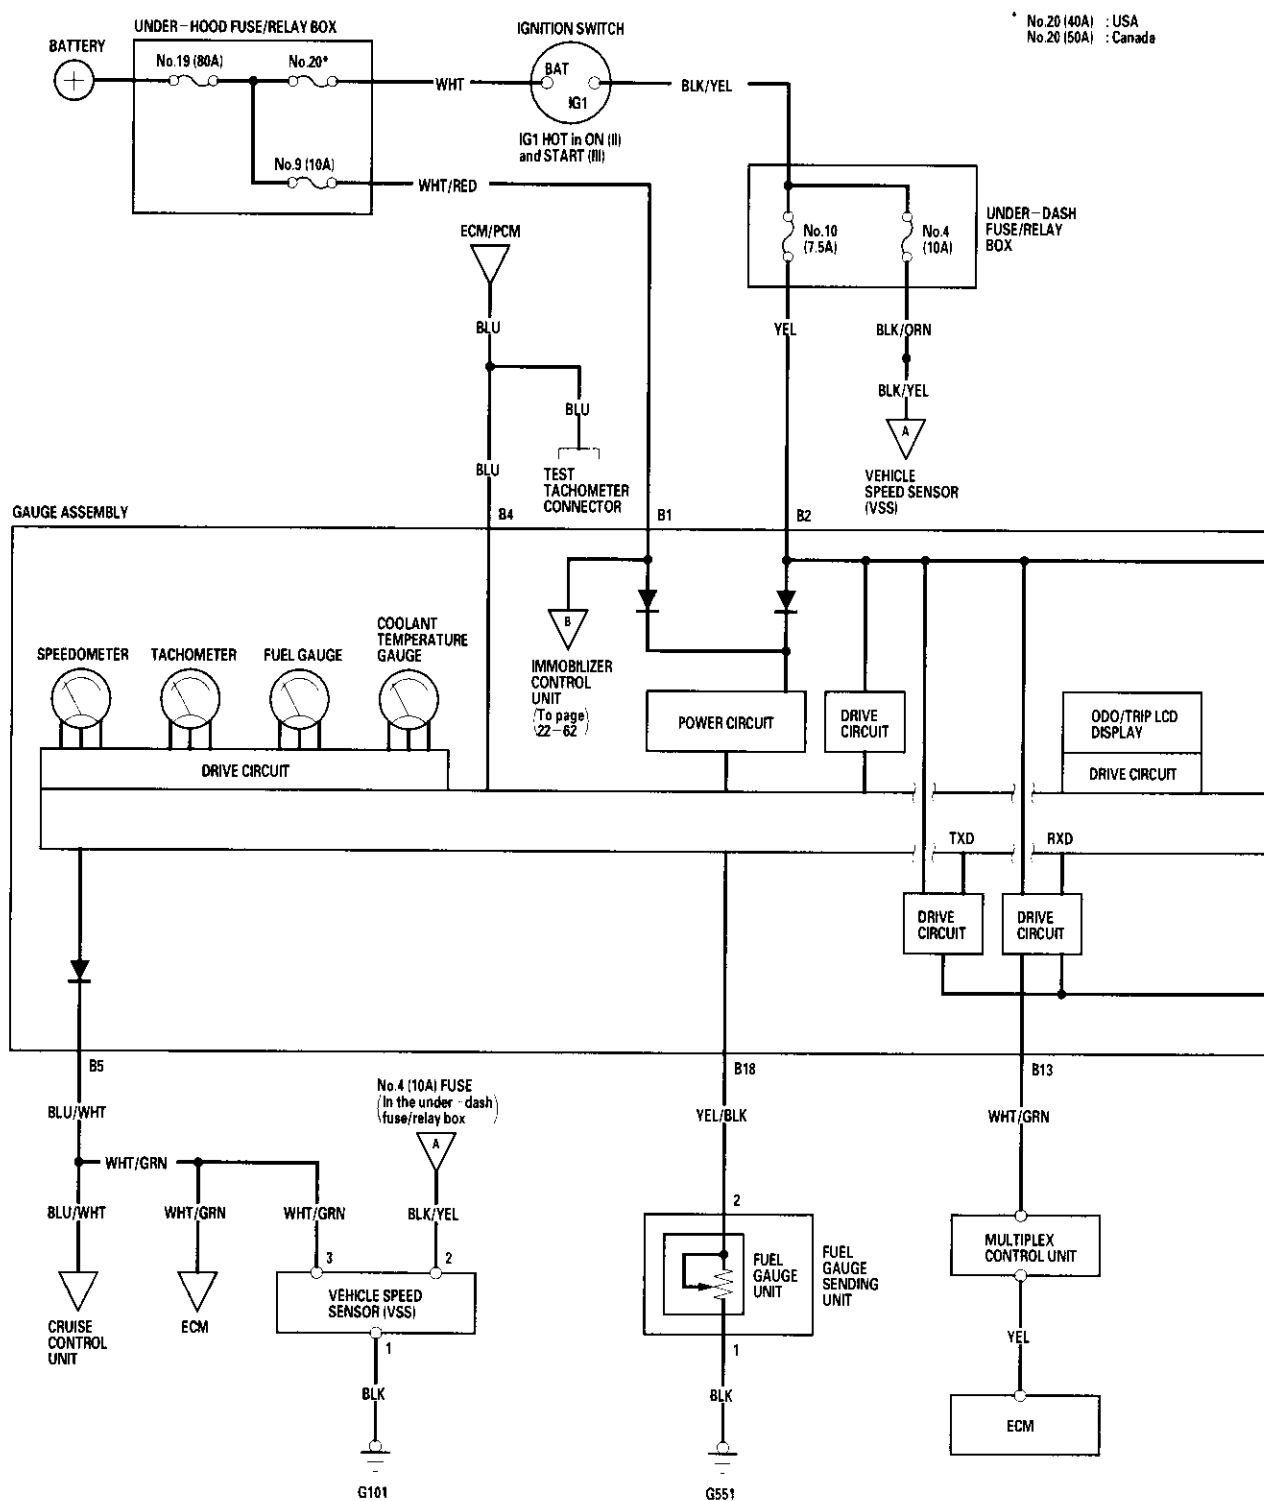 * No.20 (40A) : USA
No.20 (50A) : Canada
UNDER-HOOD FUSE/RELAY BOX
IGNITION SWITCH
BATTERY
No.19 (80A)
No.20*
WHT
BAT
IG1
BLK/YEL
IG1 HOT in ON (II)
and START (III)
No.9 (10A)
WHT/RED
UNDER-DASH
FUSE/RELAY
BOX
No.10
(7.5A)
No.4
(10A)
ECM/PCM
BLU
YEL
BLK/ORN
BLK/YEL
BLU
A
BLU
TEST
TACHOMETER
CONNECTOR
VEHICLE
SPEED SENSOR
(VSS)
GAUGE ASSEMBLY
B4
B1
B2
B
IMMOBILIZER
CONTROL
UNIT
(To page)
22-62
SPEEDOMETER
TACHOMETER
FUEL GAUGE
COOLANT
TEMPERATURE
GAUGE
DRIVE CIRCUIT
POWER CIRCUIT
DRIVE
CIRCUIT
ODO/TRIP LCD
DISPLAY
DRIVE CIRCUIT
TXD
RXD
DRIVE
CIRCUIT
DRIVE
CIRCUIT
B5
B18
B13
No.4 (10A) FUSE
(In the under-dash)
fuse/relay box
A
BLU/WHT
YEL/BLK
WHT/GRN
WHT/GRN
BLU/WHT
WHT/GRN
WHT/GRN
BLK/YEL
3
2
VEHICLE SPEED
SENSOR (VSS)
1
CRUISE
CONTROL
UNIT
ECM
BLK
G101
2
FUEL
GAUGE
UNIT
FUEL
GAUGE
SENDING
UNIT
1
BLK
G551
MULTIPLEX
CONTROL UNIT
YEL
ECM